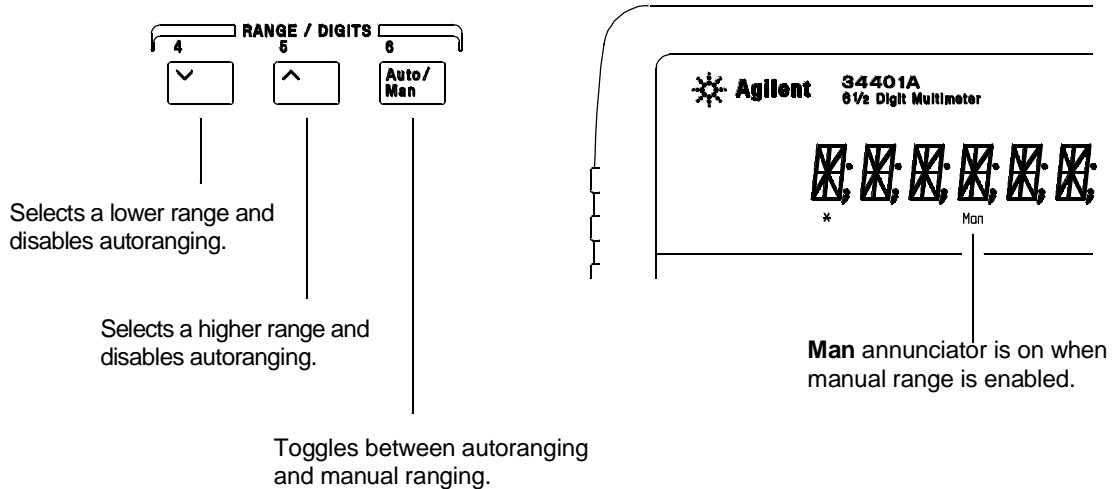 RANGE / DIGITS
4 5 6
Auto/
Man
Selects a lower range and
disables autoranging.
Selects a higher range and
disables autoranging.
Toggles between autoranging
and manual ranging.
Agilent
34401A
6½ Digit Multimeter
*
Man
Man annunciator is on when
manual range is enabled.